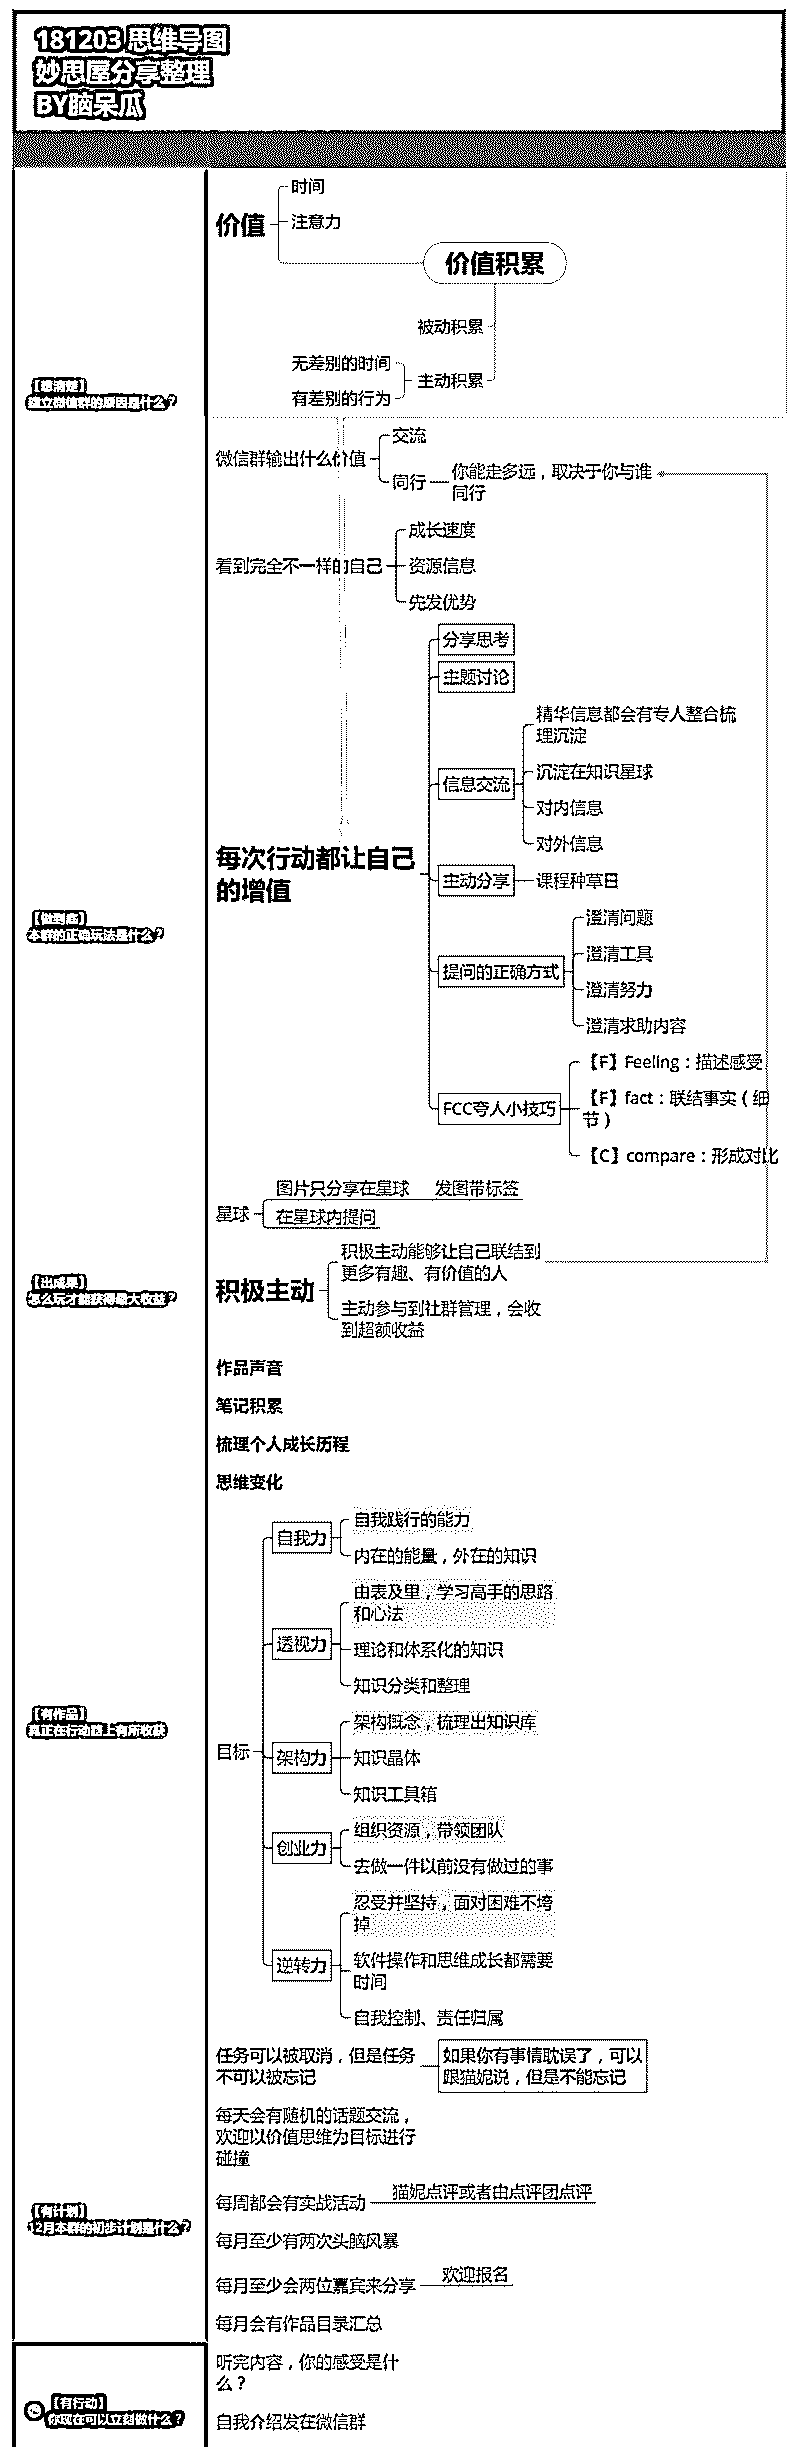 181203 思维导图
妙思屋分享整理
BY脑呆瓜
【想清楚】
建立微信群的原因是什么？
价值
时间
注意力
价值积累
被动积累
主动积累
无差别的时间
有差别的行为
微信群输出什么价值
交流
同行
你能走多远，取决于你与谁
同行
看到完全不一样的自己
成长速度
资源信息
先发优势
【做到底】
本群的正确玩法是什么？
每次行动都让自己
的增值
分享思考
主题讨论
信息交流
精华信息都会有专人整合梳
理沉淀
沉淀在知识星球
对内信息
对外信息
主动分享
课程种草日
提问的正确方式
澄清问题
澄清工具
澄清努力
澄清求助内容
FCC夸人小技巧
【F】Feeling：描述感受
【F】fact：联结事实（细
节）
【C】compare：形成对比
星球
图片只分享在星球
发图带标签
在星球内提问
【出成果】
怎么玩才能获得最大收益？
积极主动
积极主动能够让自己联结到
更多有趣、有价值的人
主动参与到社群管理，会收
到超额收益
【有作品】
真正在行动路上有所收获
作品声音
笔记积累
梳理个人成长历程
思维变化
目标
自我力
自我践行的能力
内在的能量，外在的知识
透视力
由表及里，学习高手的思路
和心法
理论和体系化的知识
知识分类和整理
架构力
架构概念，梳理出知识库
知识晶体
知识工具箱
创业力
组织资源，带领团队
去做一件以前没有做过的事
逆转力
忍受并坚持，面对困难不垮
掉
软件操作和思维成长都需要
时间
自我控制、责任归属
【有计划】
12月本群的初步计划是什么？
任务可以被取消，但是任务
不可以被忘记
如果你有事情耽误了，可以
跟猫妮说，但是不能忘记
每天会有随机的话题交流，
欢迎以价值思维为目标进行
碰撞
每周都会有实战活动
猫妮点评或者由点评团点评
每月至少有两次头脑风暴
每月至少会两位嘉宾来分享
欢迎报名
每月会有作品目录汇总
【有行动】
你现在可以立刻做什么？
听完内容，你的感受是什
么？
自我介绍发在微信群